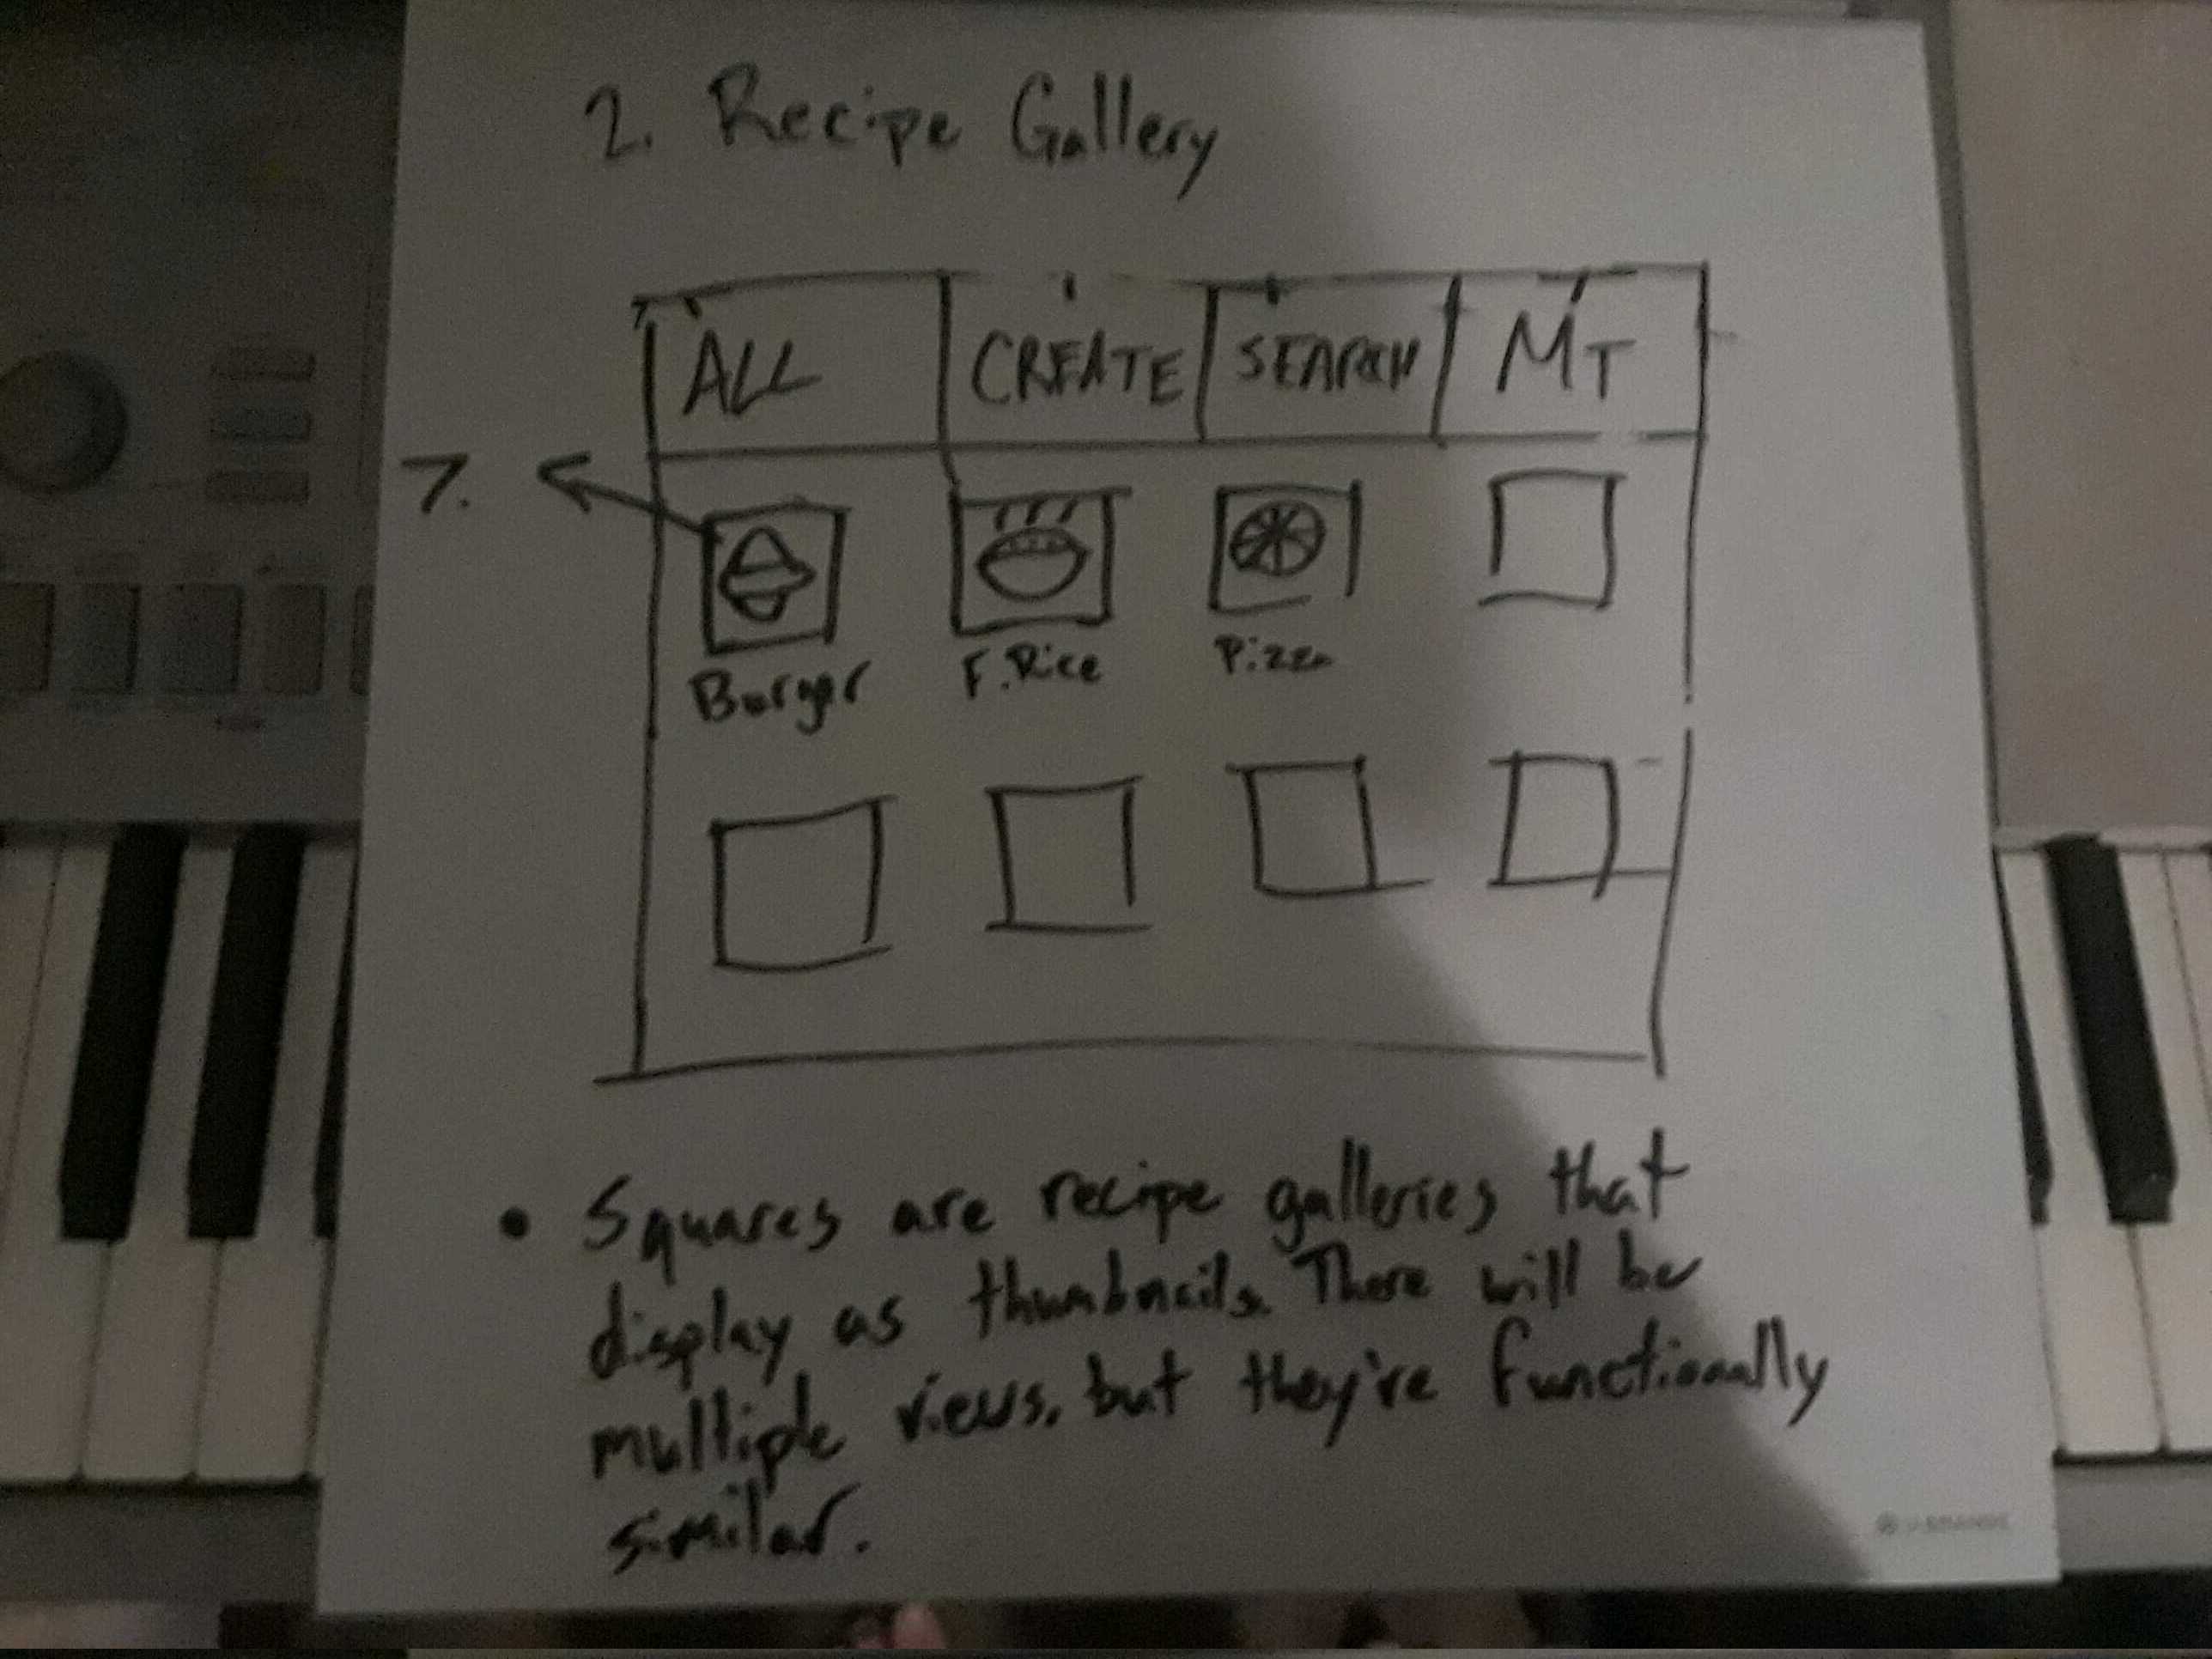 2. Recipe Gallery
ALL CREATE SEARCH MT
7.
Burger F. Rice Pizza
• Squares are recipe galleries that
display as thumbnails. There will be
multiple views, but they're functionally
similar.